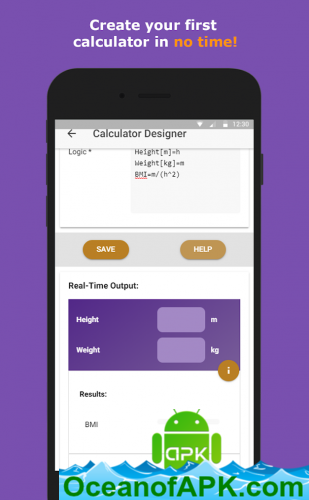 Create your first
calculator in no time!
12:30
Calculator Designer
Logic *
Height[m]=h
Weight[kg]=m
BMI=m/(h^2)
SAVE HELP
Real-Time Output:
Height m
Weight kg
i
Results:
BMI
APK
OceanofAPK.com